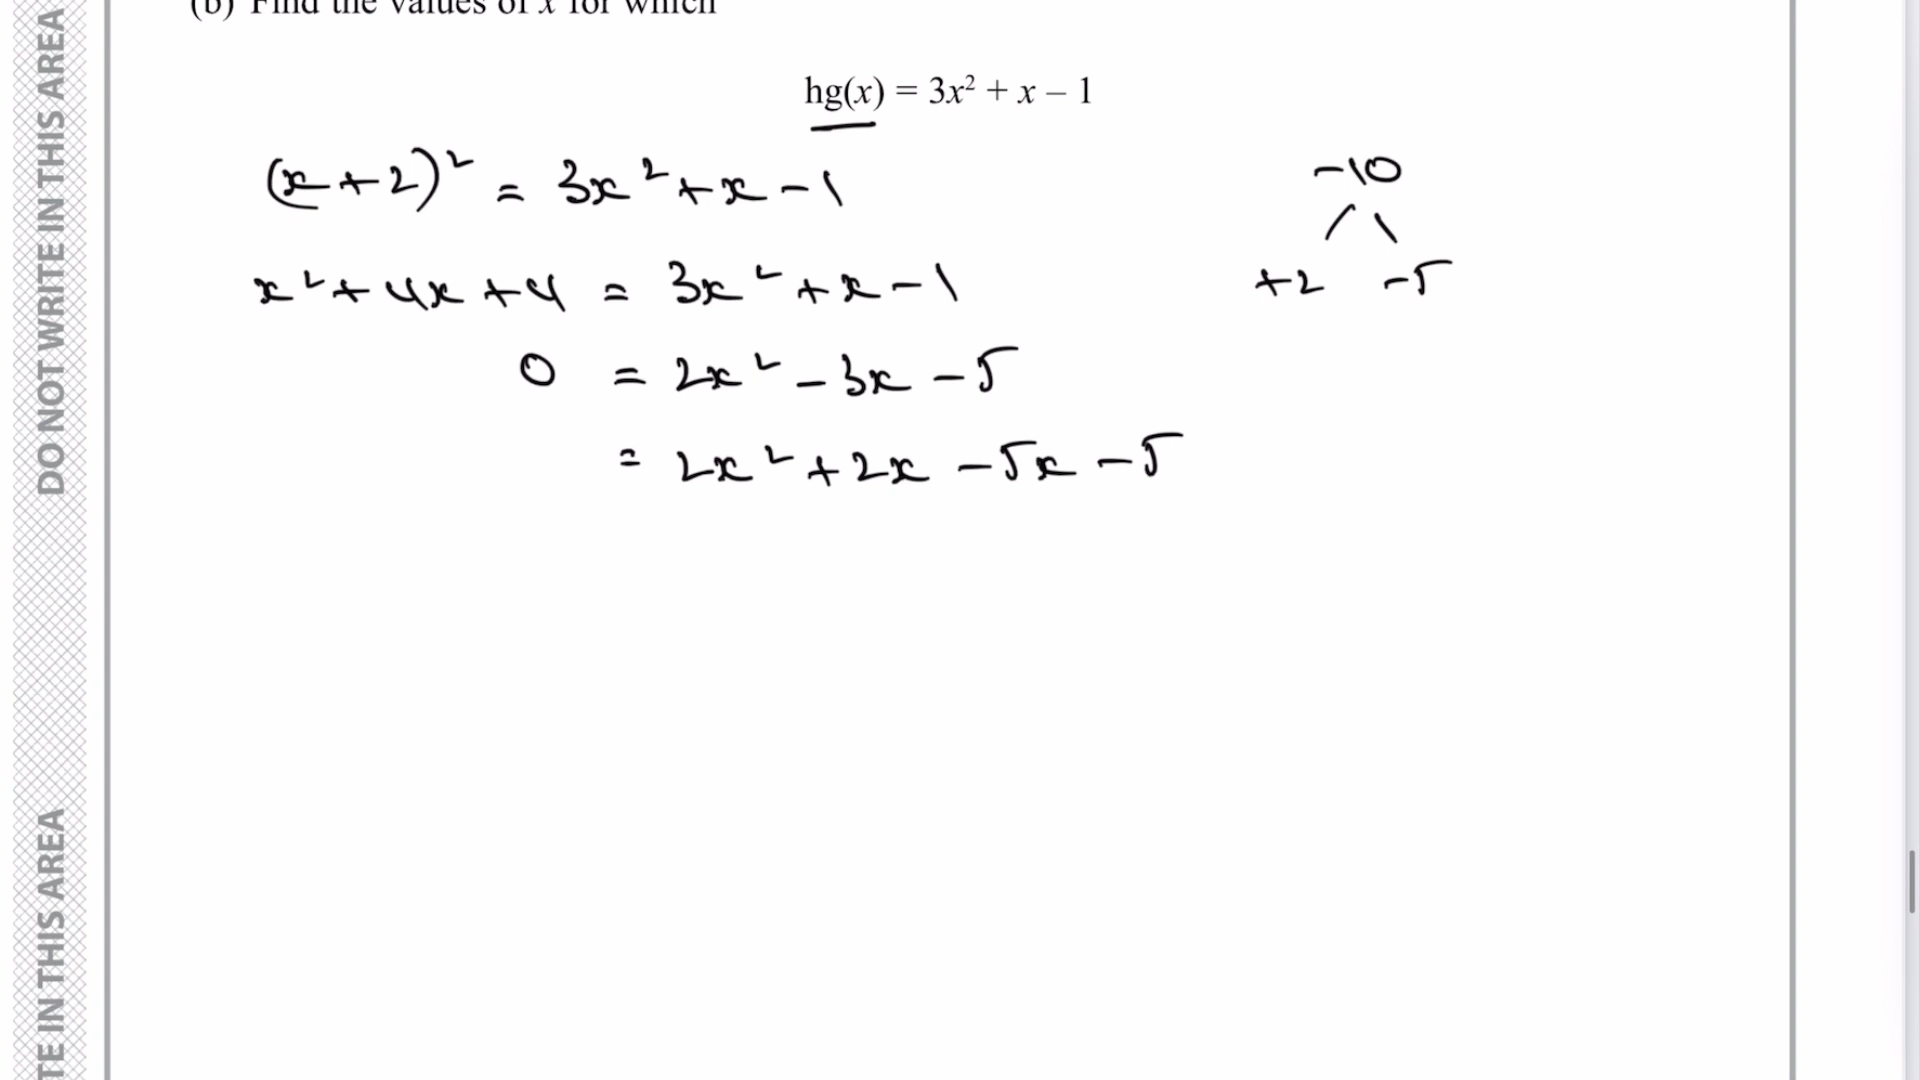 (b) Find the values of x for which
hg(x) = 3x² + x – 1
(x+2)² = 3x²+x-1
-10
x²+4x+4 = 3x²+x-1
+2 -5
0 = 2x²-3x-5
= 2x²+2x-5x-5
DO NOT WRITE IN THIS AREA
TE IN THIS AREA